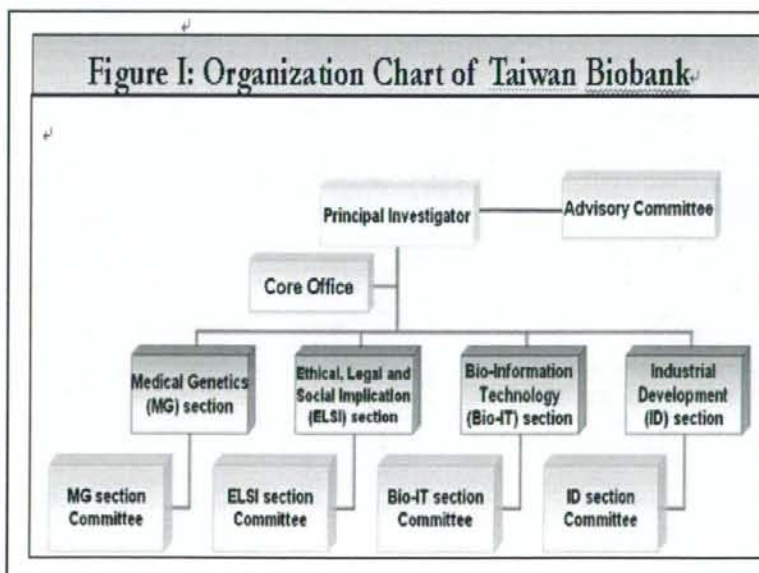 Figure I: Organization Chart of Taiwan Biobank
Principal Investigator
Advisory Committee
Core Office
Medical Genetics
(MG) section
Ethical, Legal and
Social Implication
(ELSI) section
Bio-Information
Technology
(Bio-IT) section
Industrial
Development
(ID) section
MG section
Committee
ELSI section
Committee
Bio-IT section
Committee
ID section
Committee